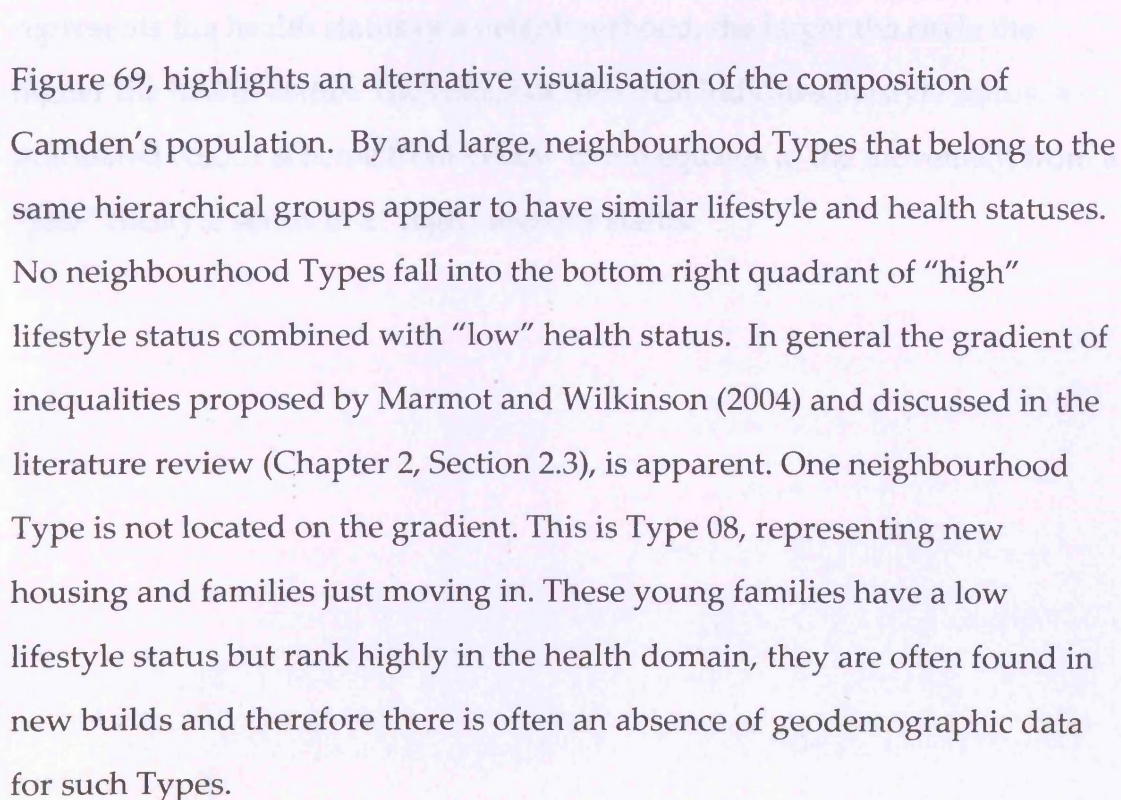 Figure 69, highlights an alternative visualisation of the composition of
Camden's population. By and large, neighbourhood Types that belong to the
same hierarchical groups appear to have similar lifestyle and health statuses.
No neighbourhood Types fall into the bottom right quadrant of "high"
lifestyle status combined with "low" health status. In general the gradient of
inequalities proposed by Marmot and Wilkinson (2004) and discussed in the
literature review (Chapter 2, Section 2.3), is apparent. One neighbourhood
Type is not located on the gradient. This is Type 08, representing new
housing and families just moving in. These young families have a low
lifestyle status but rank highly in the health domain, they are often found in
new builds and therefore there is often an absence of geodemographic data
for such Types.